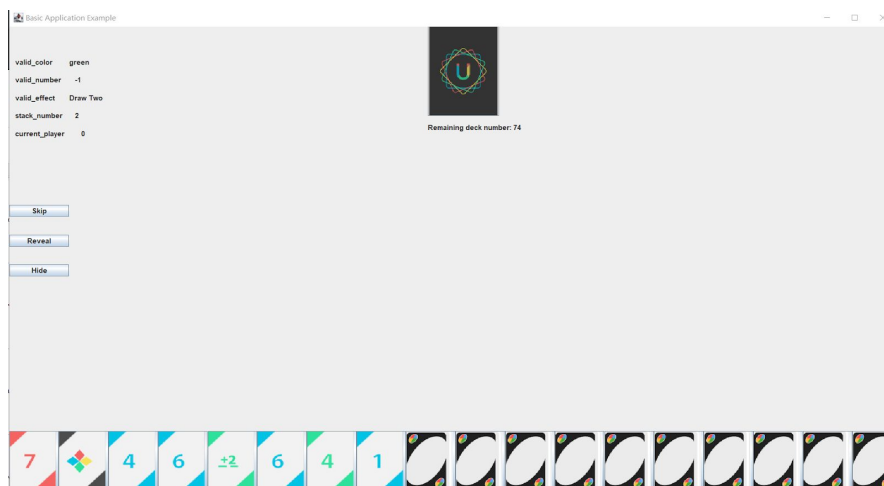 Basic Application Example
valid_color green
valid_number -1
valid_effect Draw Two
stack_number 2
current_player 0
U
Remaining deck number: 74
Skip
Reveal
Hide
7 4 6 +2 6 4 1